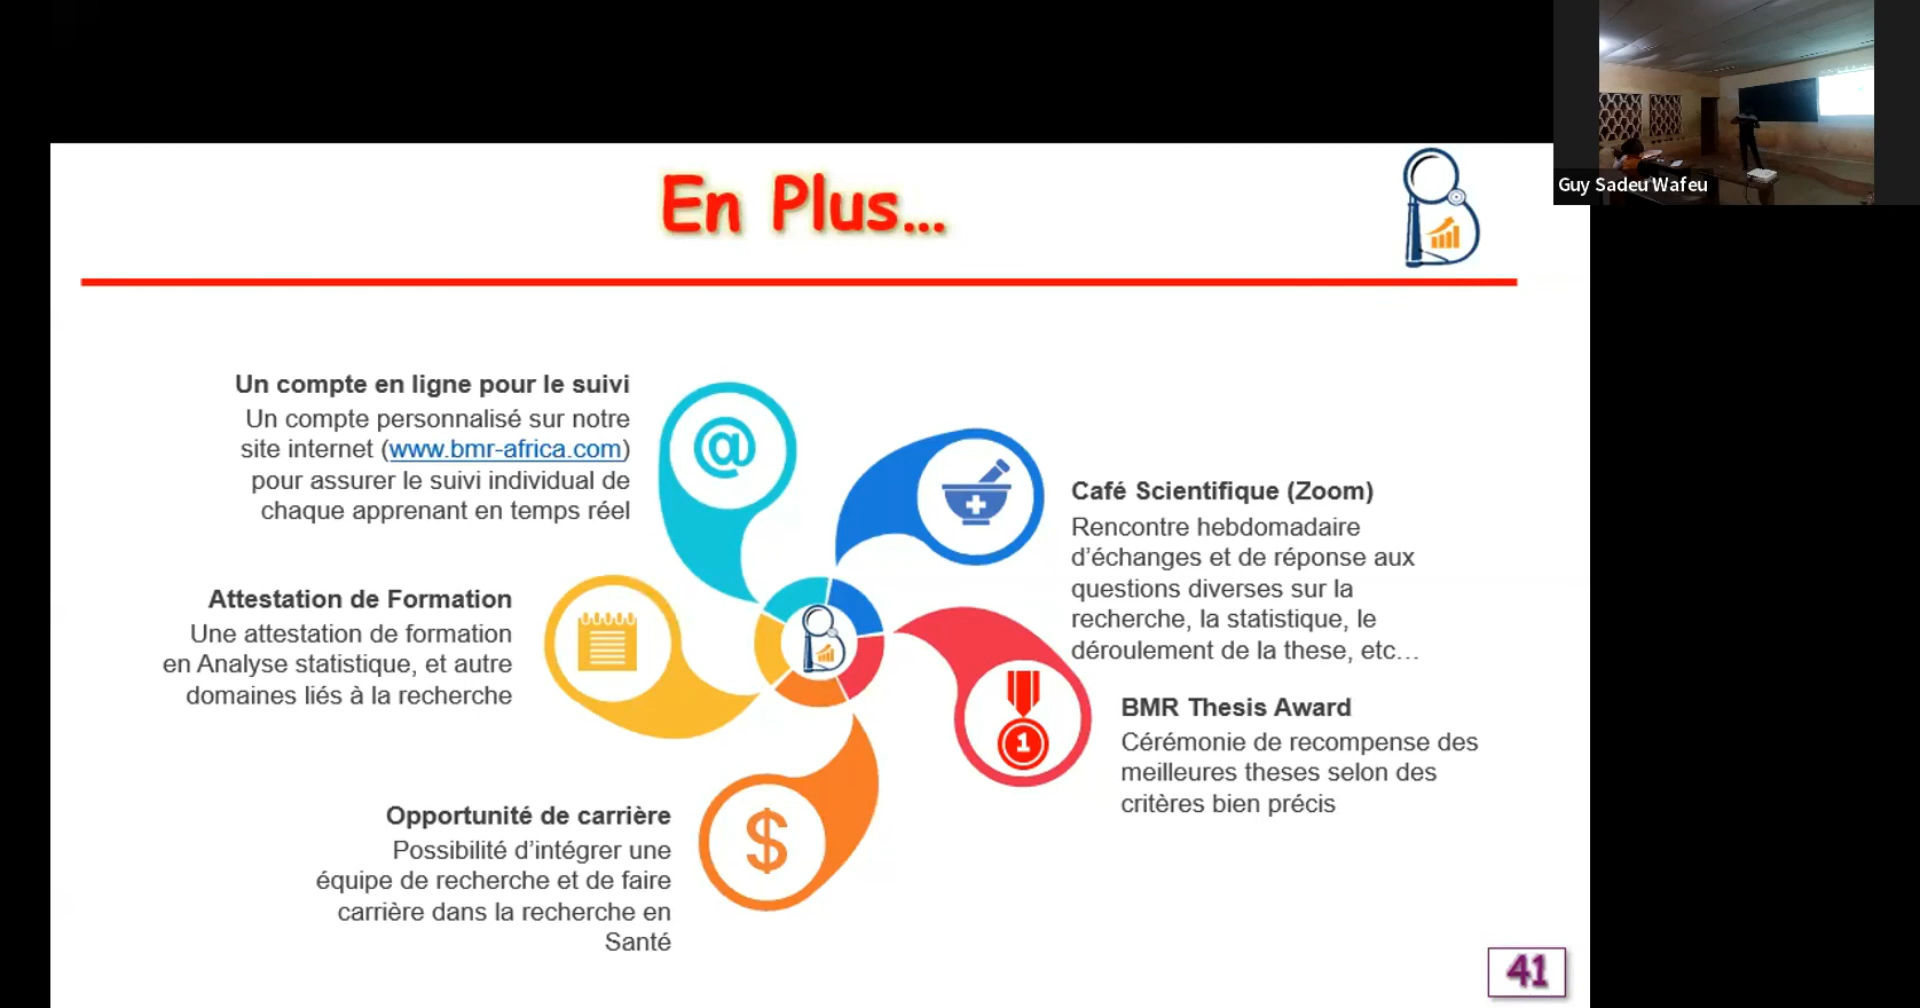 Guy Sadeu Wafeu
En Plus...
Un compte en ligne pour le suivi
Un compte personnalisé sur notre
site internet (www.bmr-africa.com)
pour assurer le suivi individual de
chaque apprenant en temps réel
@
Café Scientifique (Zoom)
Rencontre hebdomadaire
d'échanges et de réponse aux
questions diverses sur la
recherche, la statistique, le
déroulement de la these, etc...
Attestation de Formation
Une attestation de formation
en Analyse statistique, et autre
domaines liés à la recherche
1
BMR Thesis Award
Cérémonie de recompense des
meilleures theses selon des
critères bien précis
Opportunité de carrière
Possibilité d'intégrer une
équipe de recherche et de faire
carrière dans la recherche en
Santé
$
41